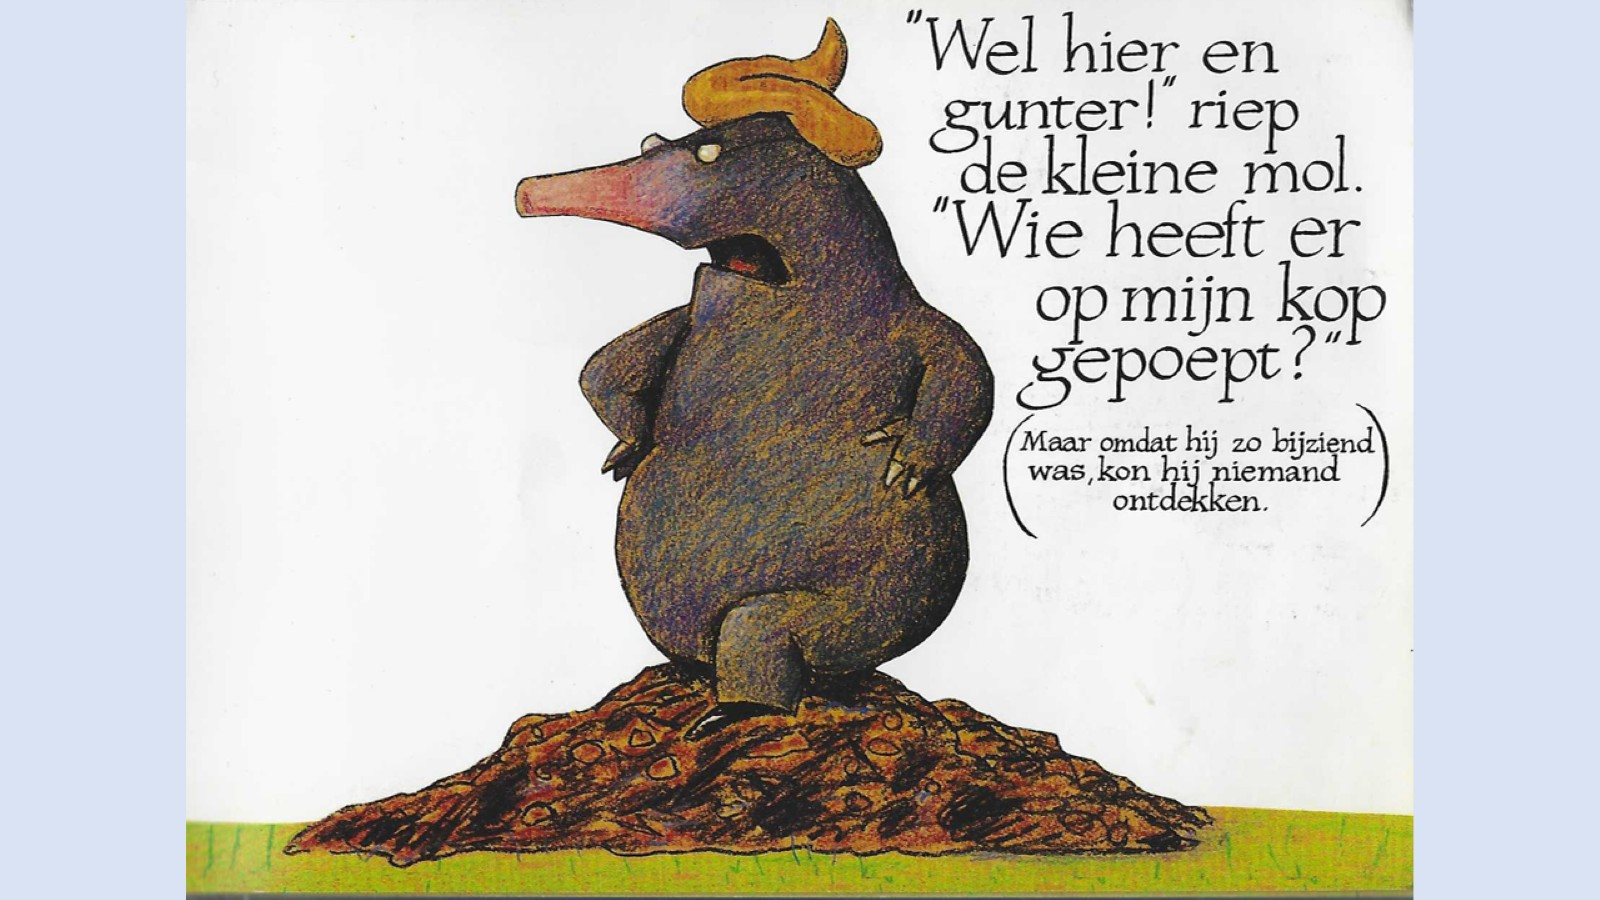 "Wel hier en
gunter!" riep
de kleine mol.
"Wie heeft er
op mijn kop
gepoept?"
(Maar omdat hij zo bijziend
was, kon hij niemand
ontdekken.)